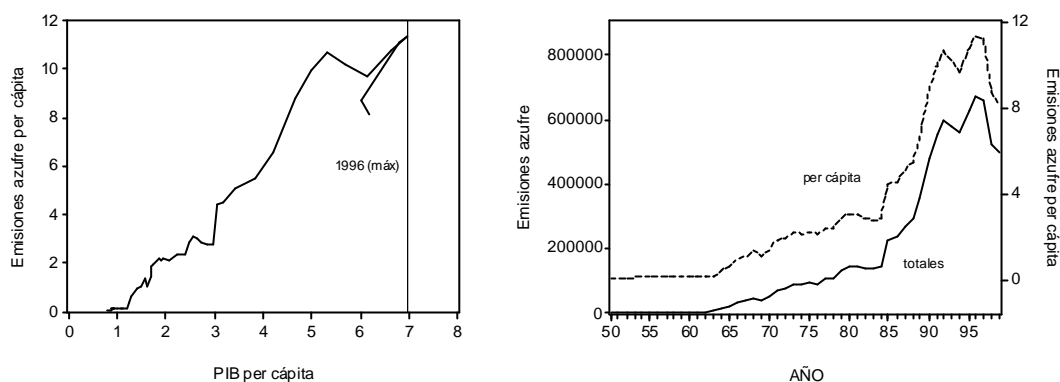 Emisiones azufre per cápita
12
10
8
6
4
2
0
1996 (máx)
0 1 2 3 4 5 6 7 8
PIB per cápita
Emisiones azufre
800000
600000
400000
200000
0
per cápita
totales
12
8
4
0
Emisiones azufre per cápita
50 55 60 65 70 75 80 85 90 95
AÑO